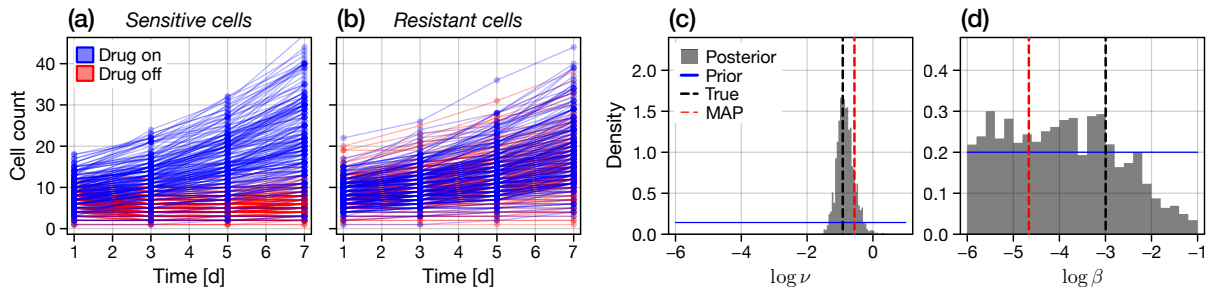 (a) Sensitive cells
Drug on
Drug off
Cell count
0
10
20
30
40
1 2 3 4 5 6 7
Time [d]
(b) Resistant cells
1 2 3 4 5 6 7
Time [d]
(c)
Posterior
Prior
True
MAP
Density
0.0
0.5
1.0
1.5
2.0
−6 −4 −2 0
log ν
(d)
0.0
0.1
0.2
0.3
0.4
−6 −5 −4 −3 −2 −1
log β